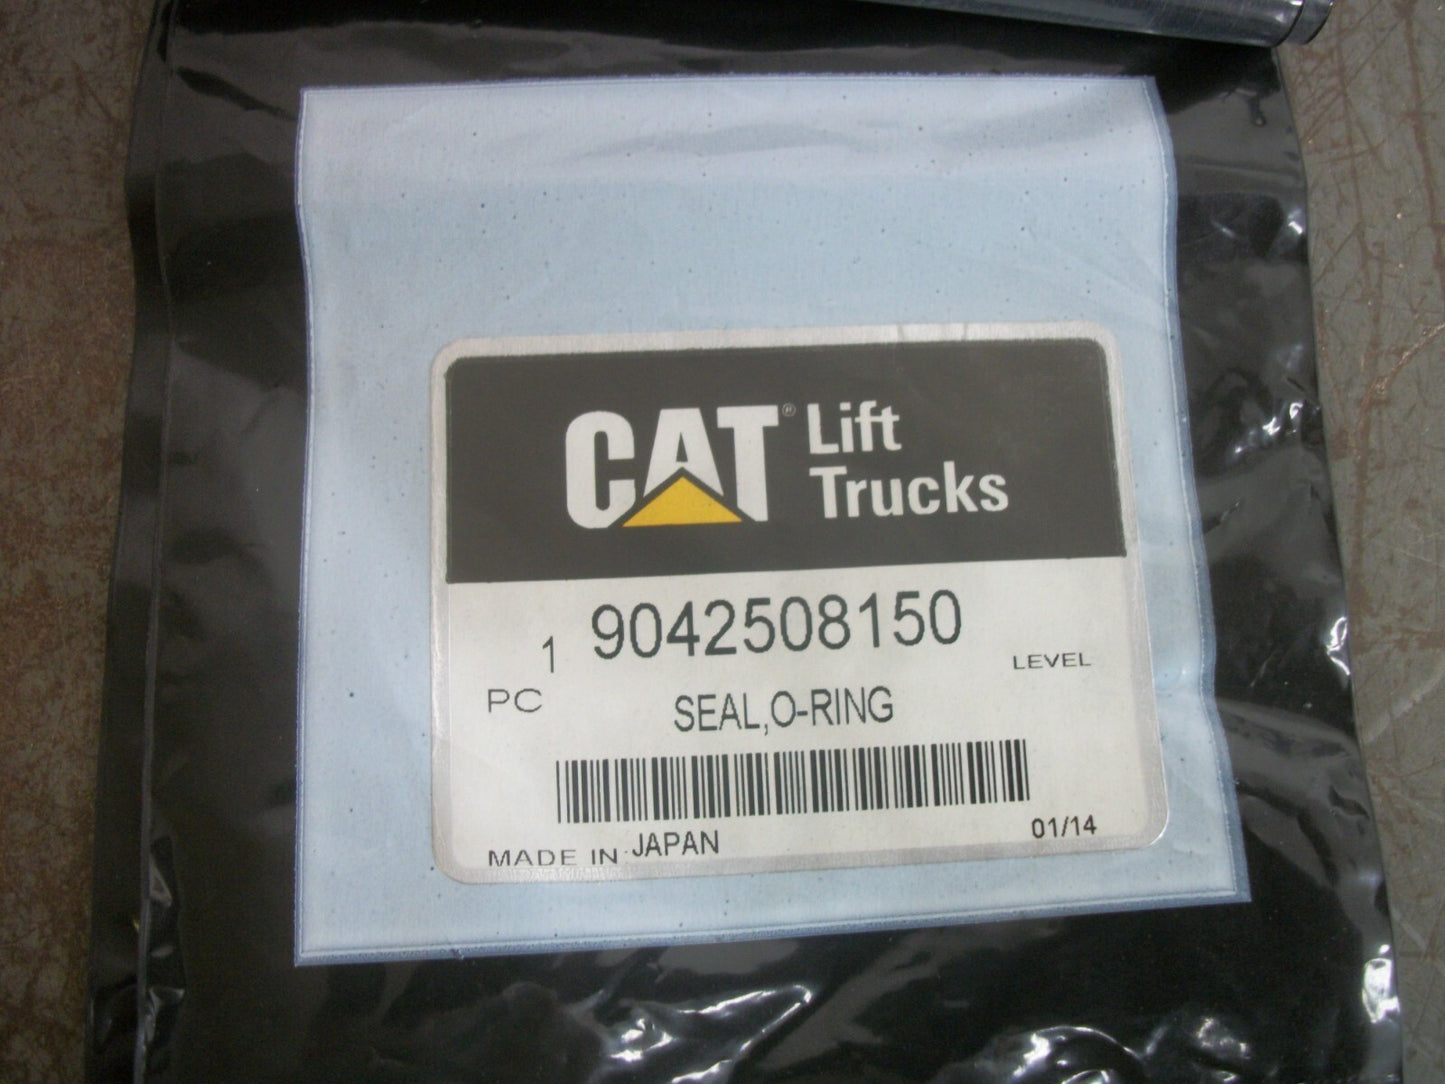 CAT® Lift
Trucks
1 9042508150
PC LEVEL
SEAL,O-RING
MADE IN JAPAN 01/14